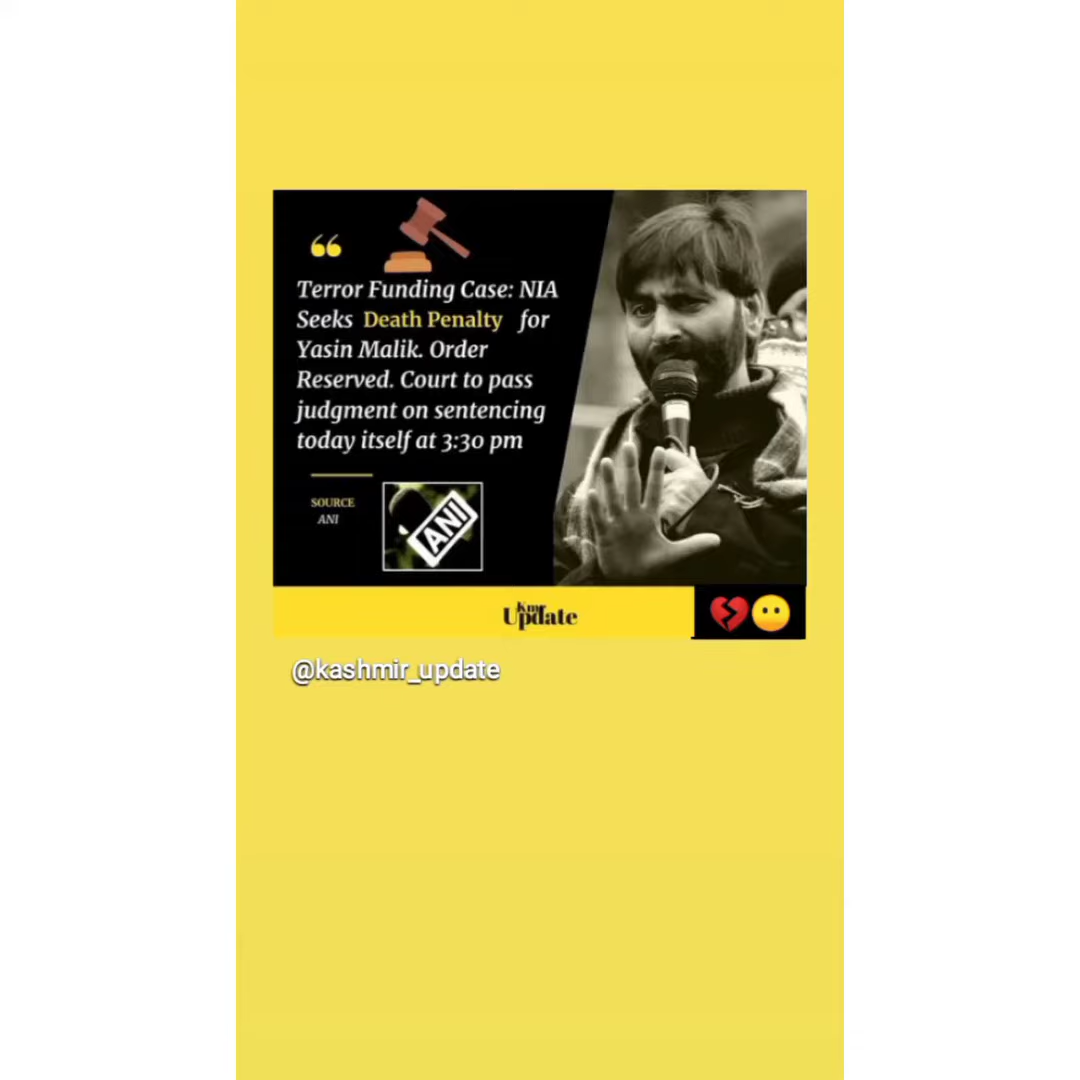 Terror Funding Case: NIA
Seeks Death Penalty for
Yasin Malik. Order
Reserved. Court to pass
judgment on sentencing
today itself at 3:30 pm
SOURCE
ANI
ANI
Kmr
Update
@kashmir_update